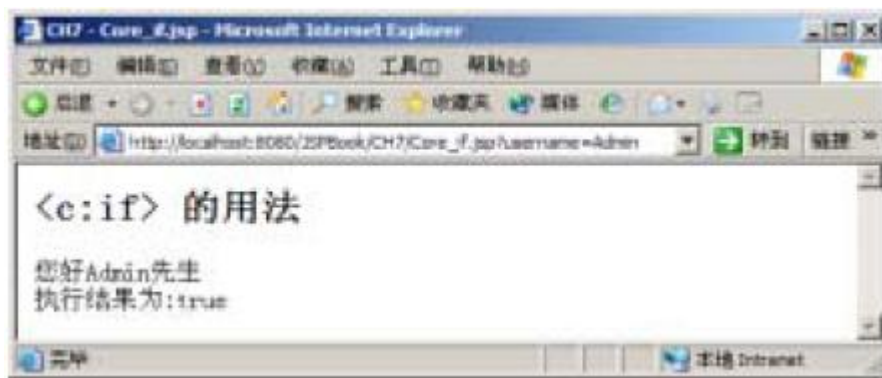 CH7 - Core_if.jsp - Microsoft Internet Explorer
文件(F) 编辑(E) 查看(V) 收藏(A) 工具(T) 帮助(H)
后退 搜索 收藏夹 媒体
地址(D) http://localhost:8080/JSPBook/CH7/Core_if.jsp?username=Admin 转到 链接 »
<c:if> 的用法
您好Admin先生
执行结果为:true
完毕 本地 Intranet